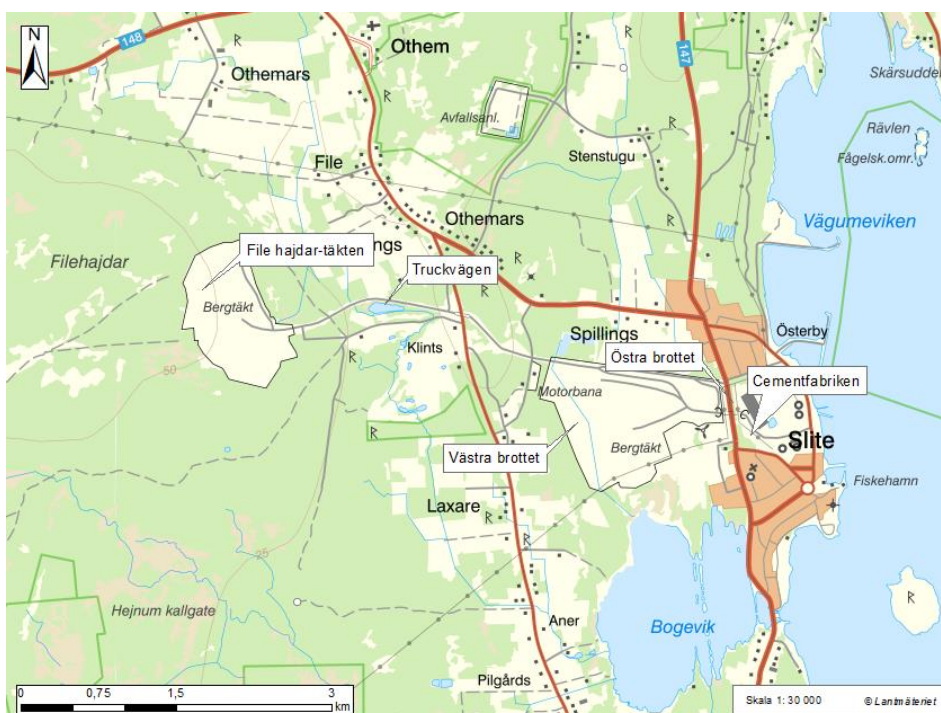 N
148
Othem
147
Othemars
Skärsudde
Avfallsanl.
Rävlen
Fågelsk.omr.
Stenstugu
File
Othemars
Vägumeviken
Filehajdar
File hajdar-täkten
ngs
Truckvägen
Bergtäkt
Spillings
Österby
Klints
Östra brottet
Cementfabriken
Motorbana
Slite
Västra brottet
Bergtäkt
50
Fiskehamn
Laxare
25
Hejnum kallgate
Aner
Bogevik
Pilgårds
0 0,75 1,5 3
km
Skala 1: 30 000 © Lantmäteriet
R
R
R
R
R
R
R
R
R
R
R
R